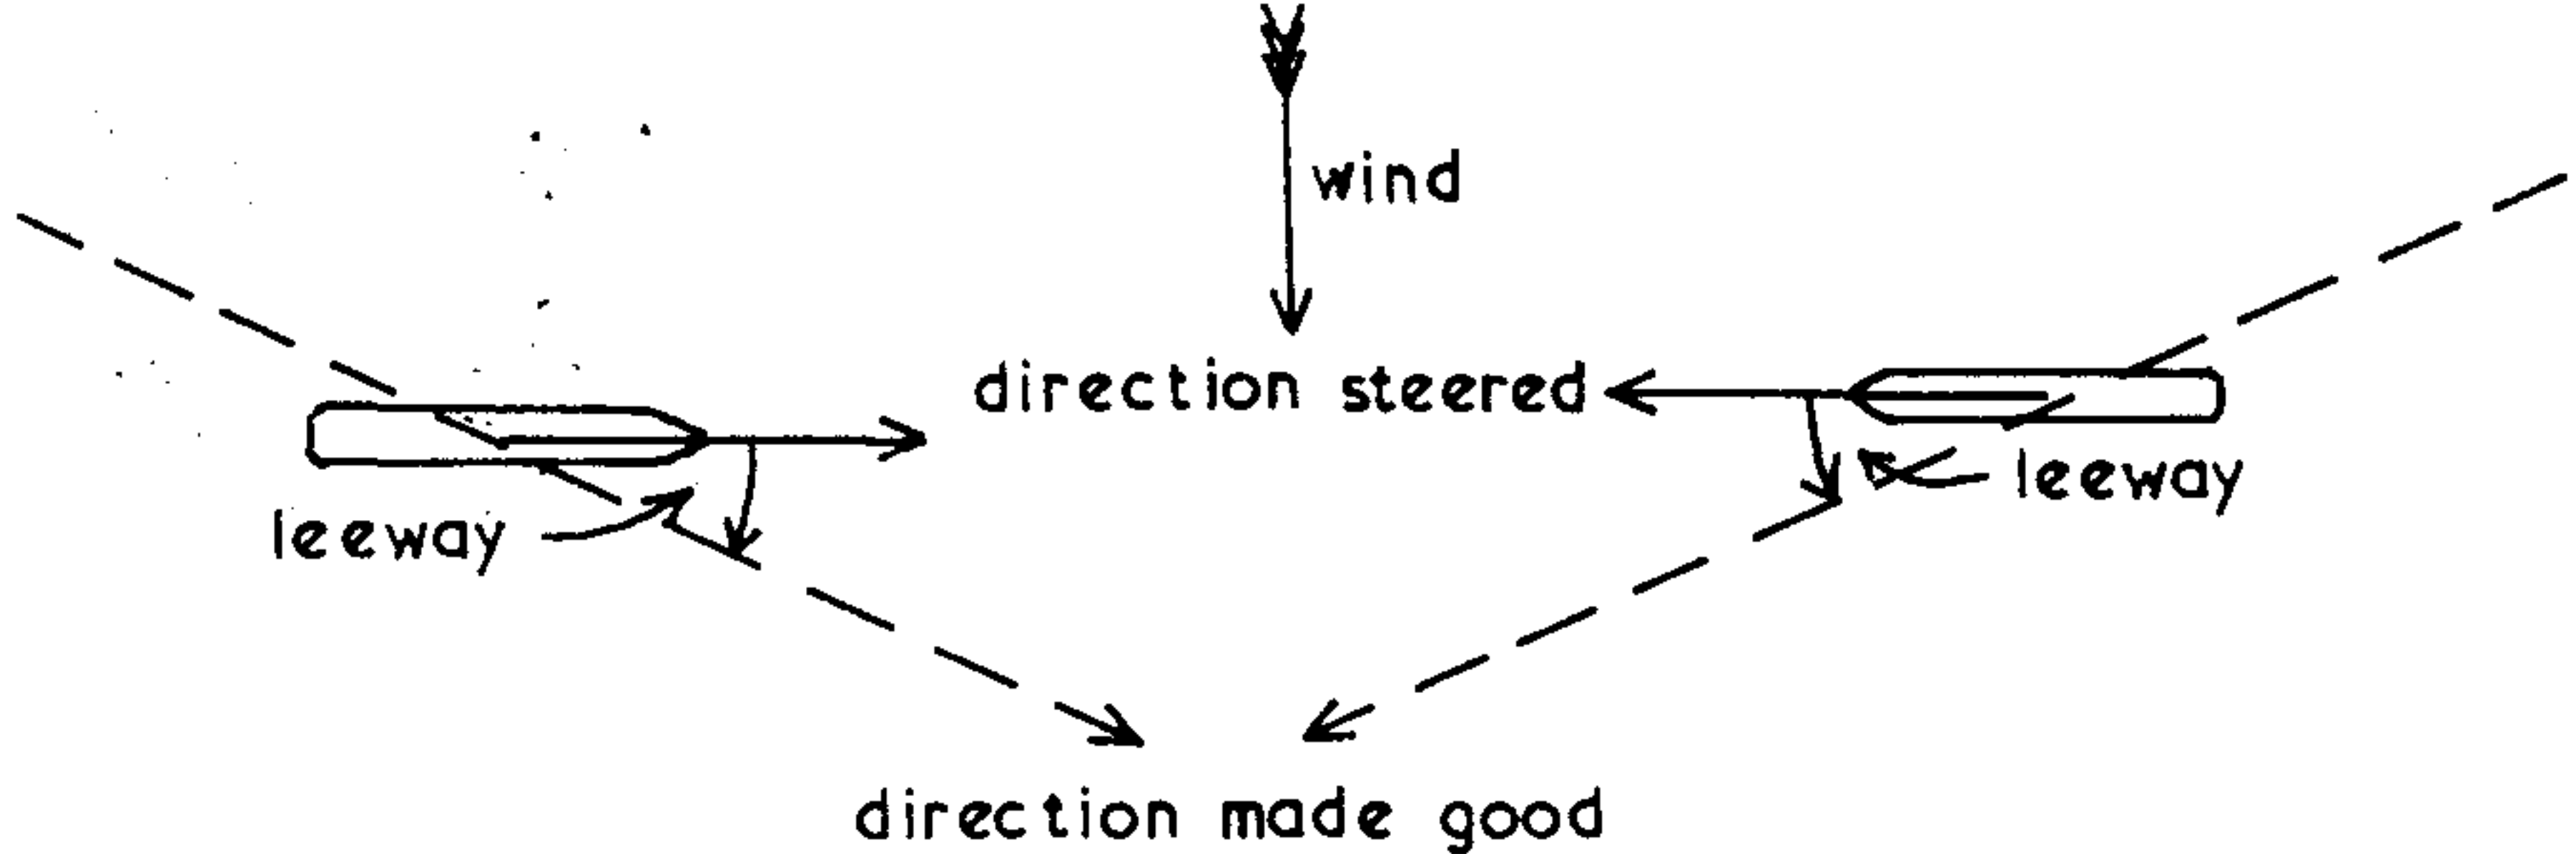 wind
direction steered
leeway
leeway
direction made good